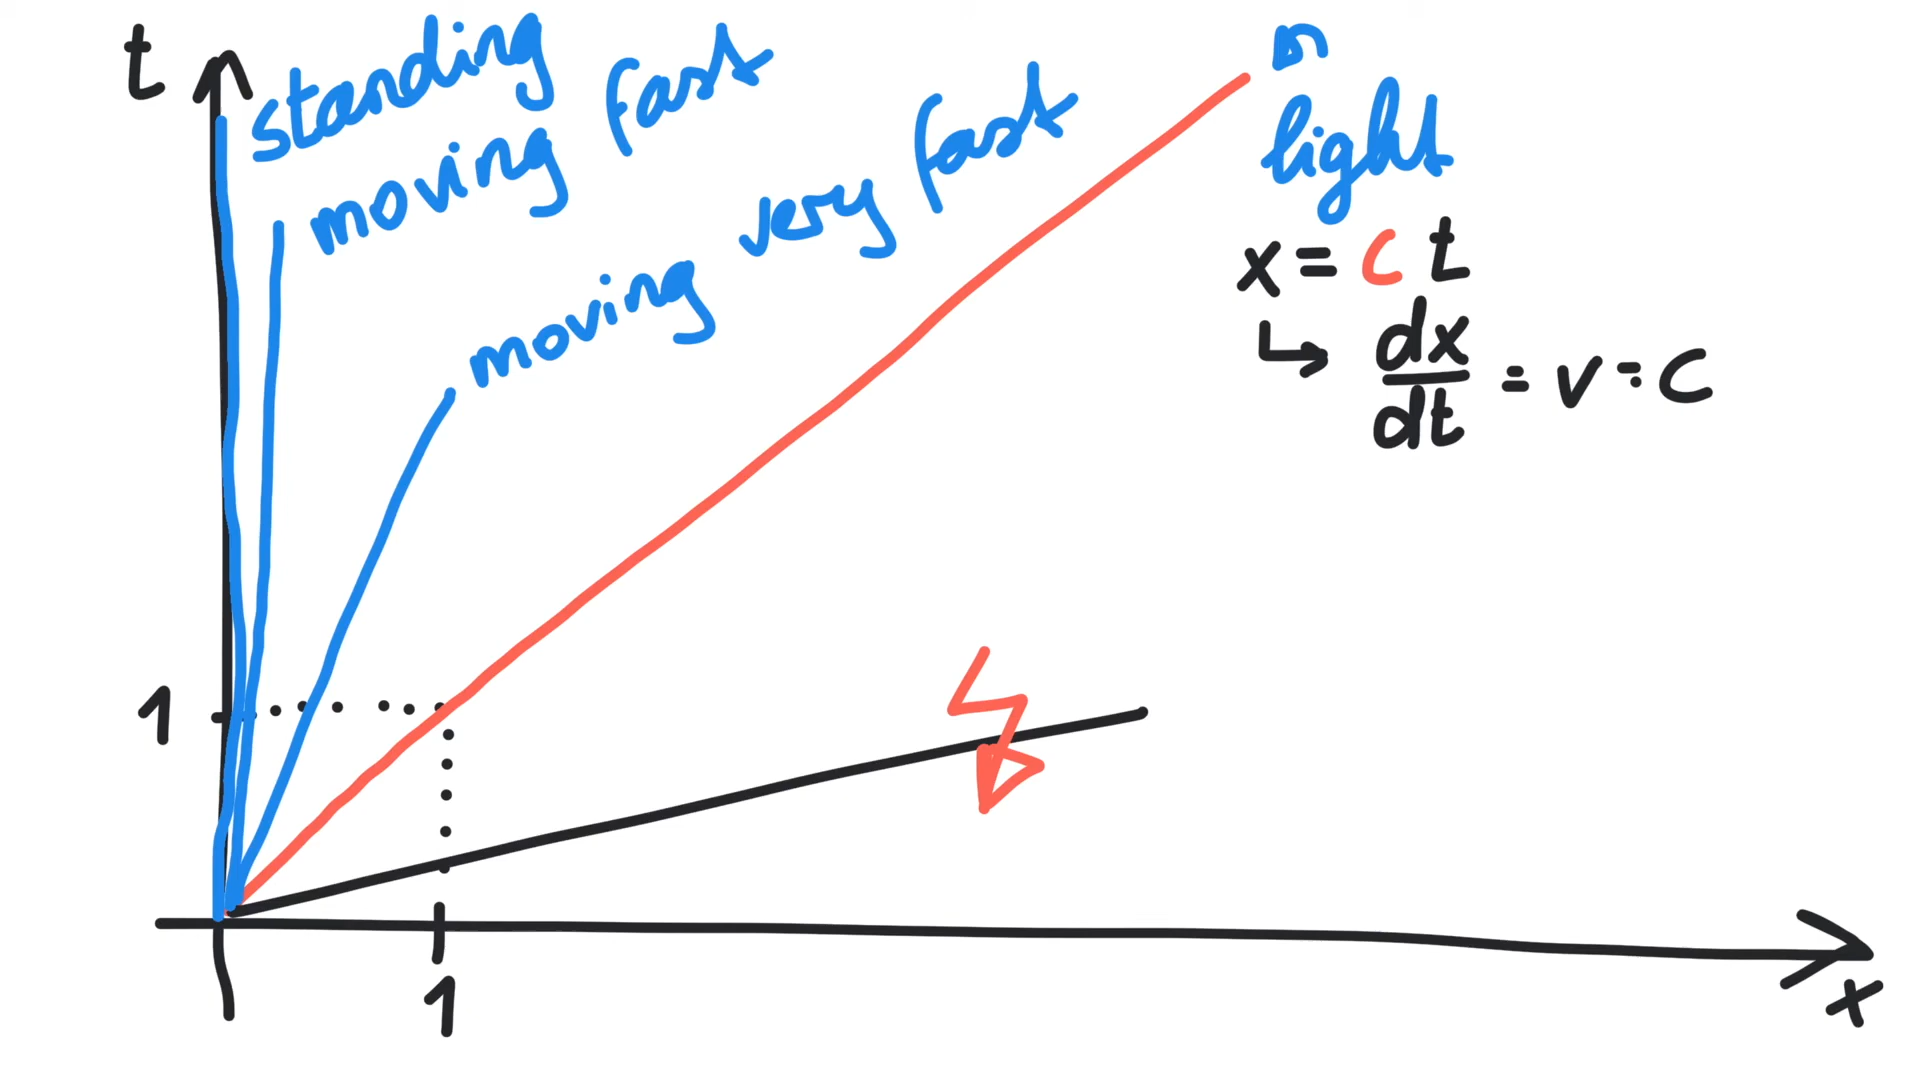 t
standing
moving fast
moving very fast
light
x = c t
↳ dx/dt = v = c
1
1
x